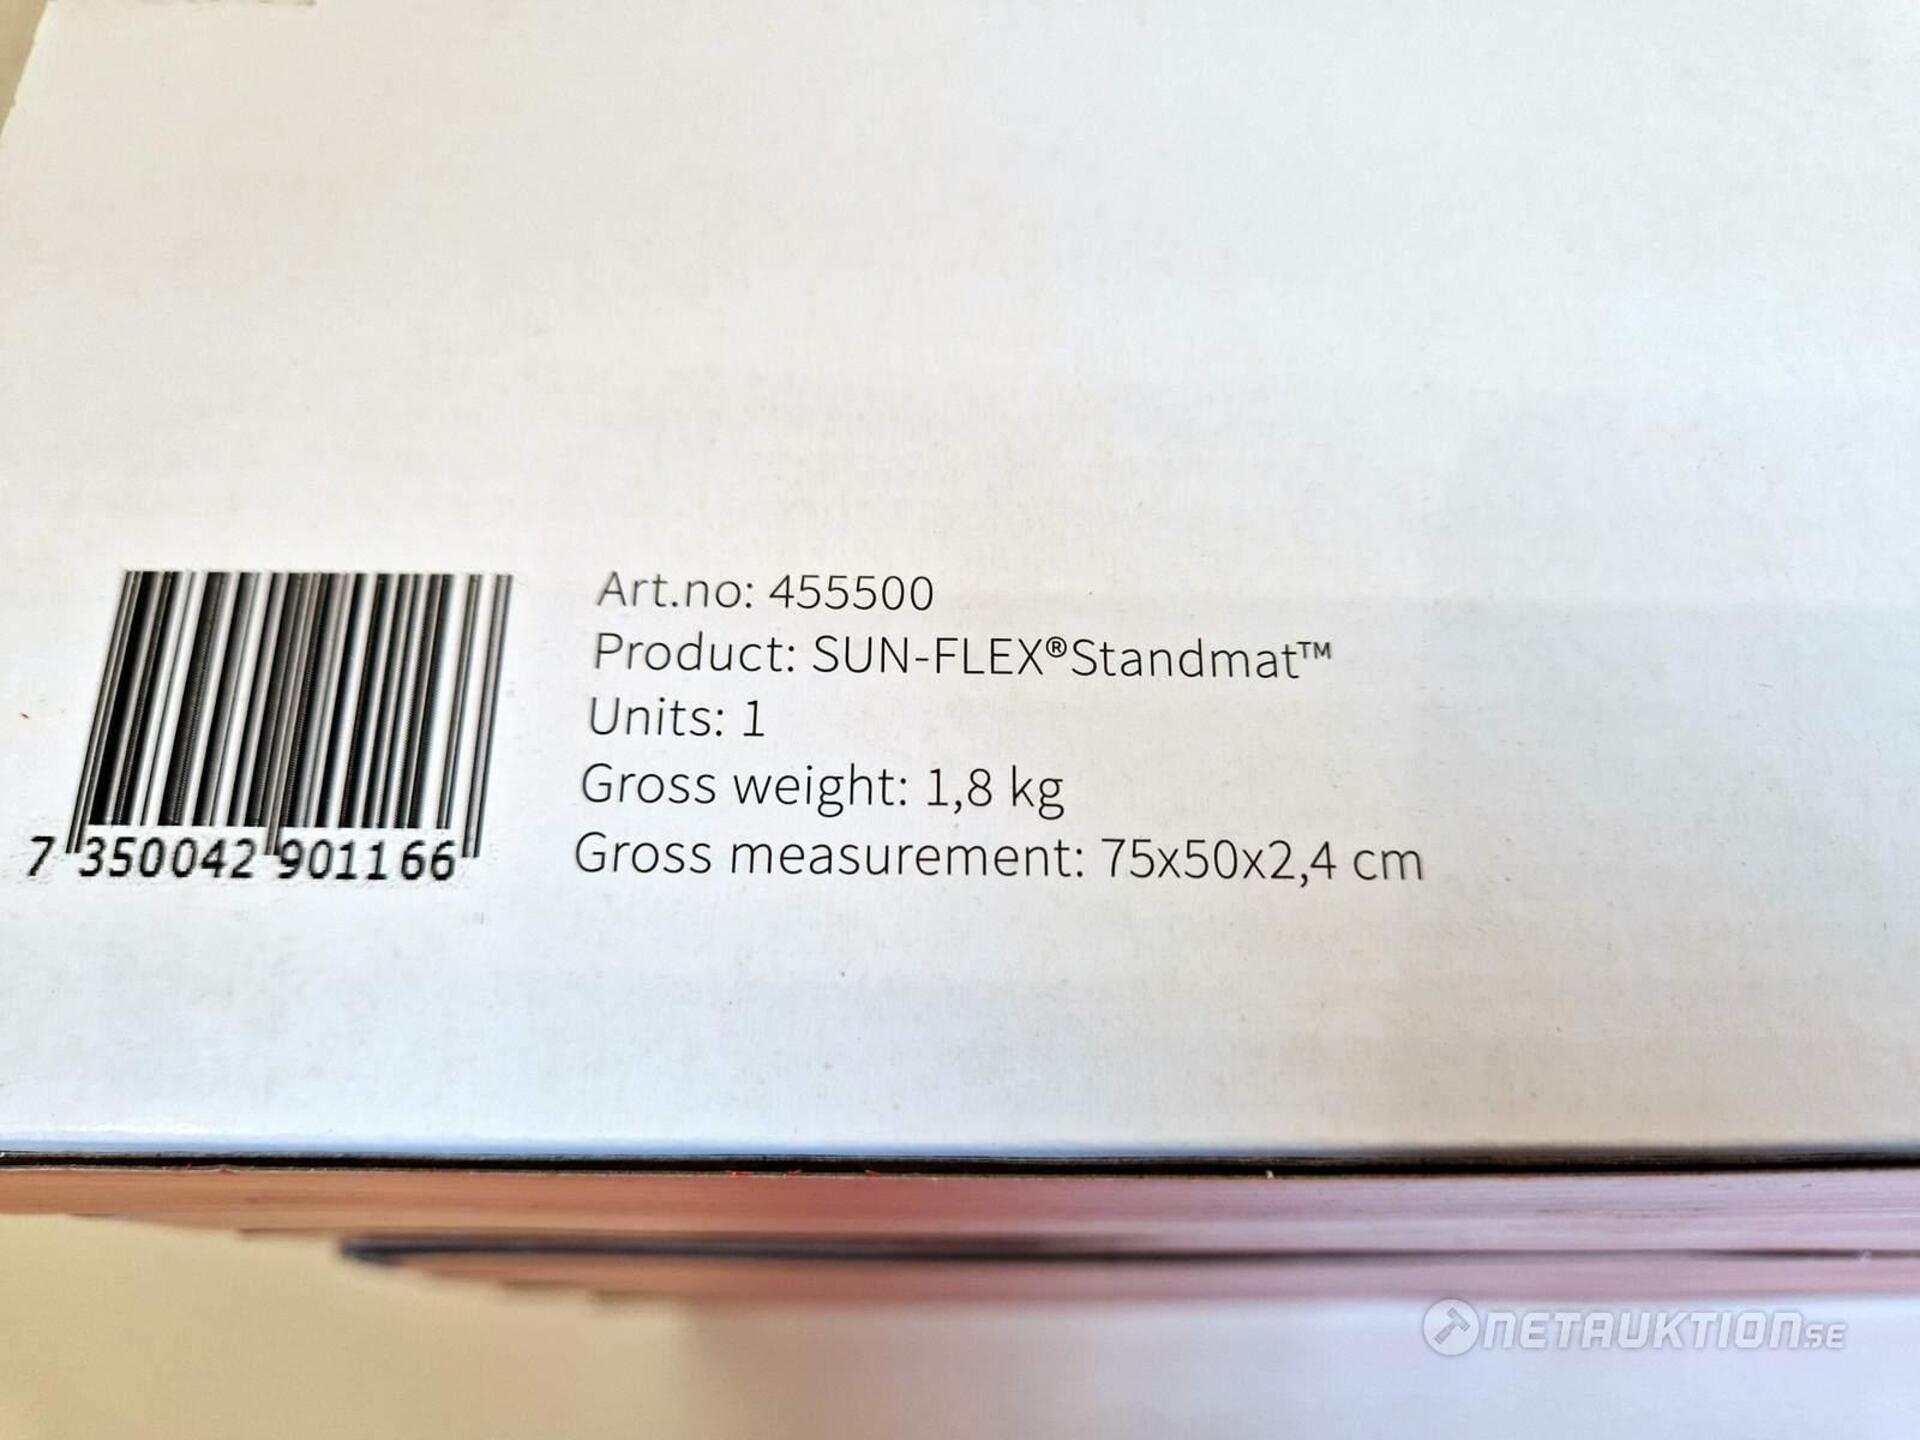 Art.no: 455500
Product: SUN-FLEX®Standmat™
Units: 1
Gross weight: 1,8 kg
Gross measurement: 75x50x2,4 cm
7 350042 901166
NETAUKTION.SE